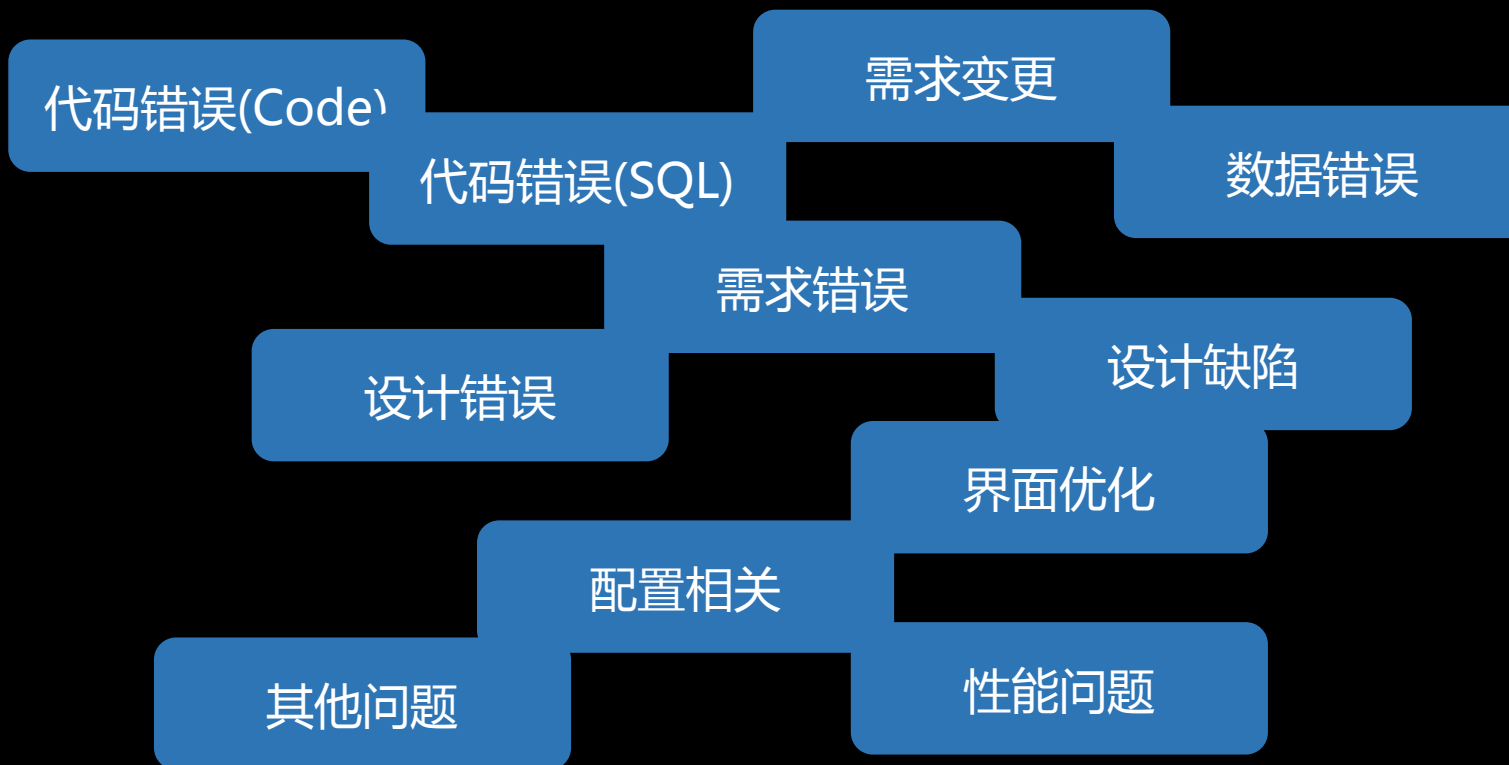 需求变更
代码错误(Code)
代码错误(SQL)
数据错误
需求错误
设计缺陷
设计错误
界面优化
配置相关
性能问题
其他问题